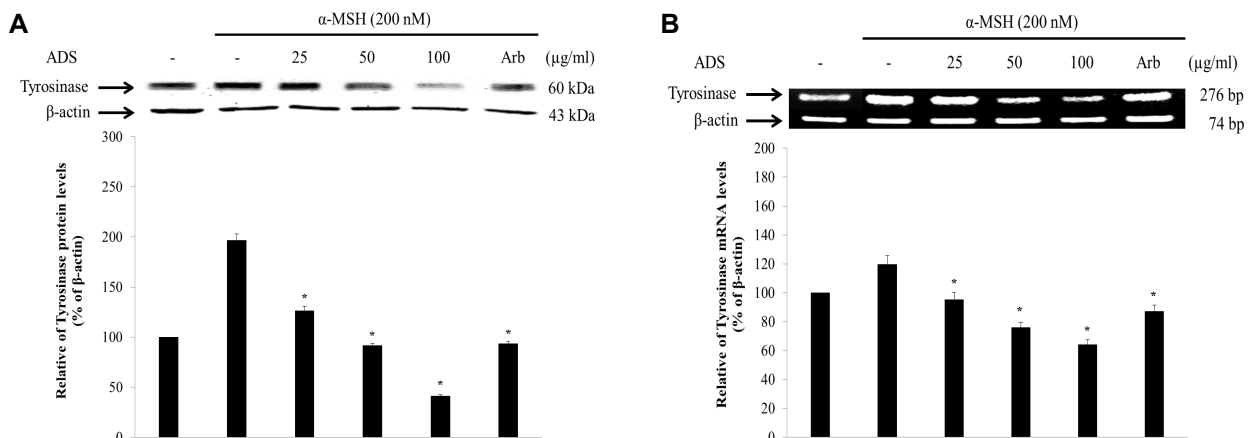 A
α-MSH (200 nM)
ADS - - 25 50 100 Arb (µg/ml)
Tyrosinase 60 kDa
β-actin 43 kDa
Relative of Tyrosinase protein levels
(% of β-actin)
300
250
200
150
100
50
0
*
*
*
*
B
α-MSH (200 nM)
ADS - - 25 50 100 Arb (µg/ml)
Tyrosinase 276 bp
β-actin 74 bp
Relative of Tyrosinase mRNA levels
(% of β-actin)
200
180
160
140
120
100
80
60
40
20
0
*
*
*
*